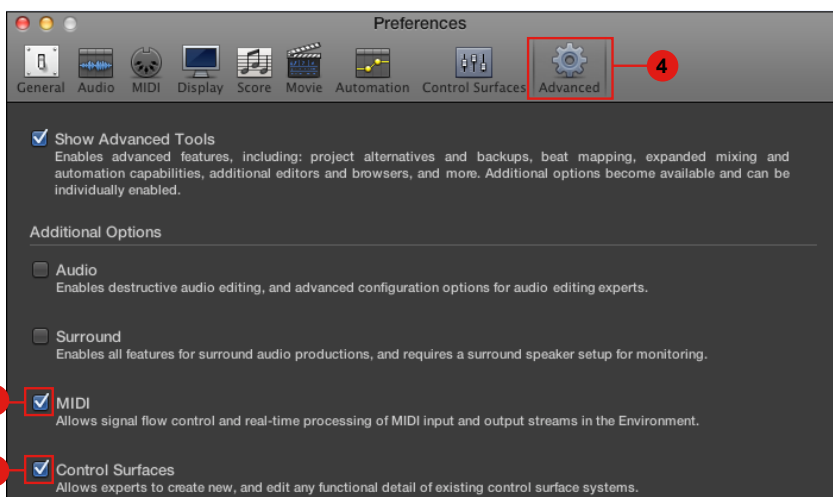 Preferences
General Audio MIDI Display Score Movie Automation Control Surfaces Advanced
4
Show Advanced Tools
Enables advanced features, including: project alternatives and backups, beat mapping, expanded mixing and
automation capabilities, additional editors and browsers, and more. Additional options become available and can be
individually enabled.
Additional Options
Audio
Enables destructive audio editing, and advanced configuration options for audio editing experts.
Surround
Enables all features for surround audio productions, and requires a surround speaker setup for monitoring.
MIDI
Allows signal flow control and real-time processing of MIDI input and output streams in the Environment.
Control Surfaces
Allows experts to create new, and edit any functional detail of existing control surface systems.